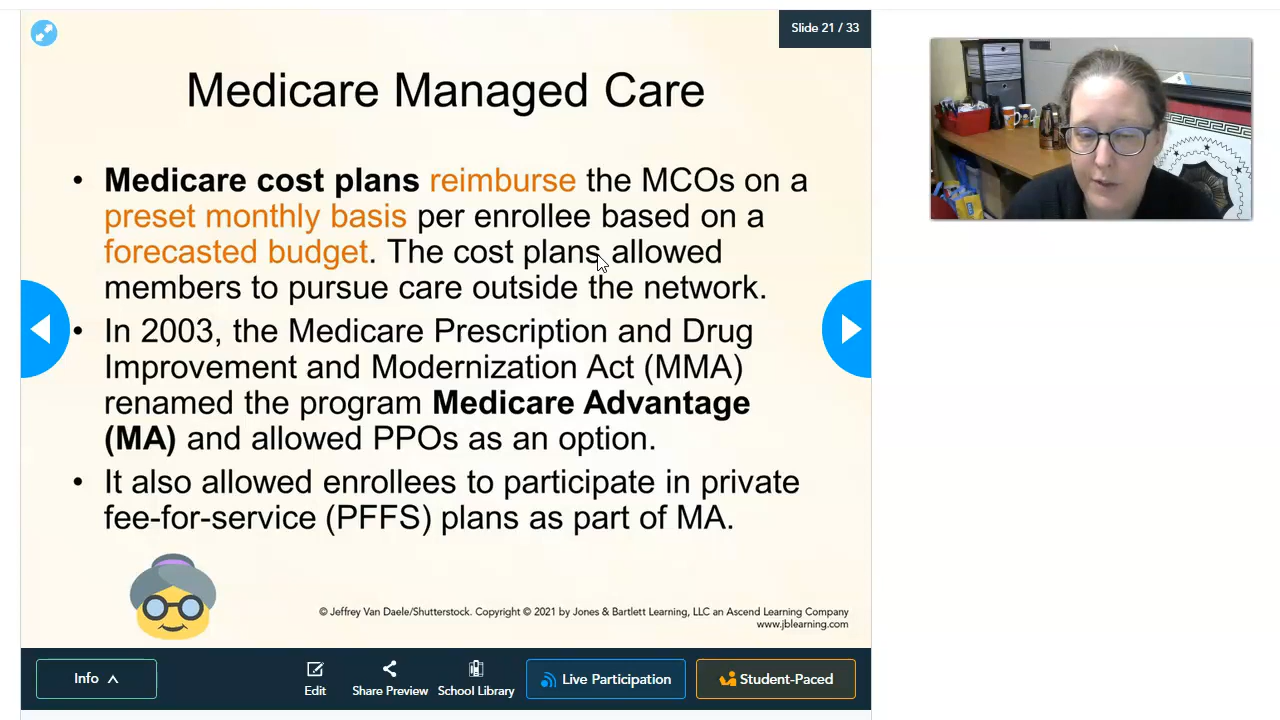 Slide 21 / 33
Medicare Managed Care
• Medicare cost plans reimburse the MCOs on a
preset monthly basis per enrollee based on a
forecasted budget. The cost plans allowed
members to pursue care outside the network.
• In 2003, the Medicare Prescription and Drug
Improvement and Modernization Act (MMA)
renamed the program Medicare Advantage
(MA) and allowed PPOs as an option.
• It also allowed enrollees to participate in private
fee-for-service (PFFS) plans as part of MA.
© Jeffrey Van Daele/Shutterstock. Copyright © 2021 by Jones & Bartlett Learning, LLC an Ascend Learning Company
www.jblearning.com
Info
Edit
Share Preview
School Library
Live Participation
Student-Paced